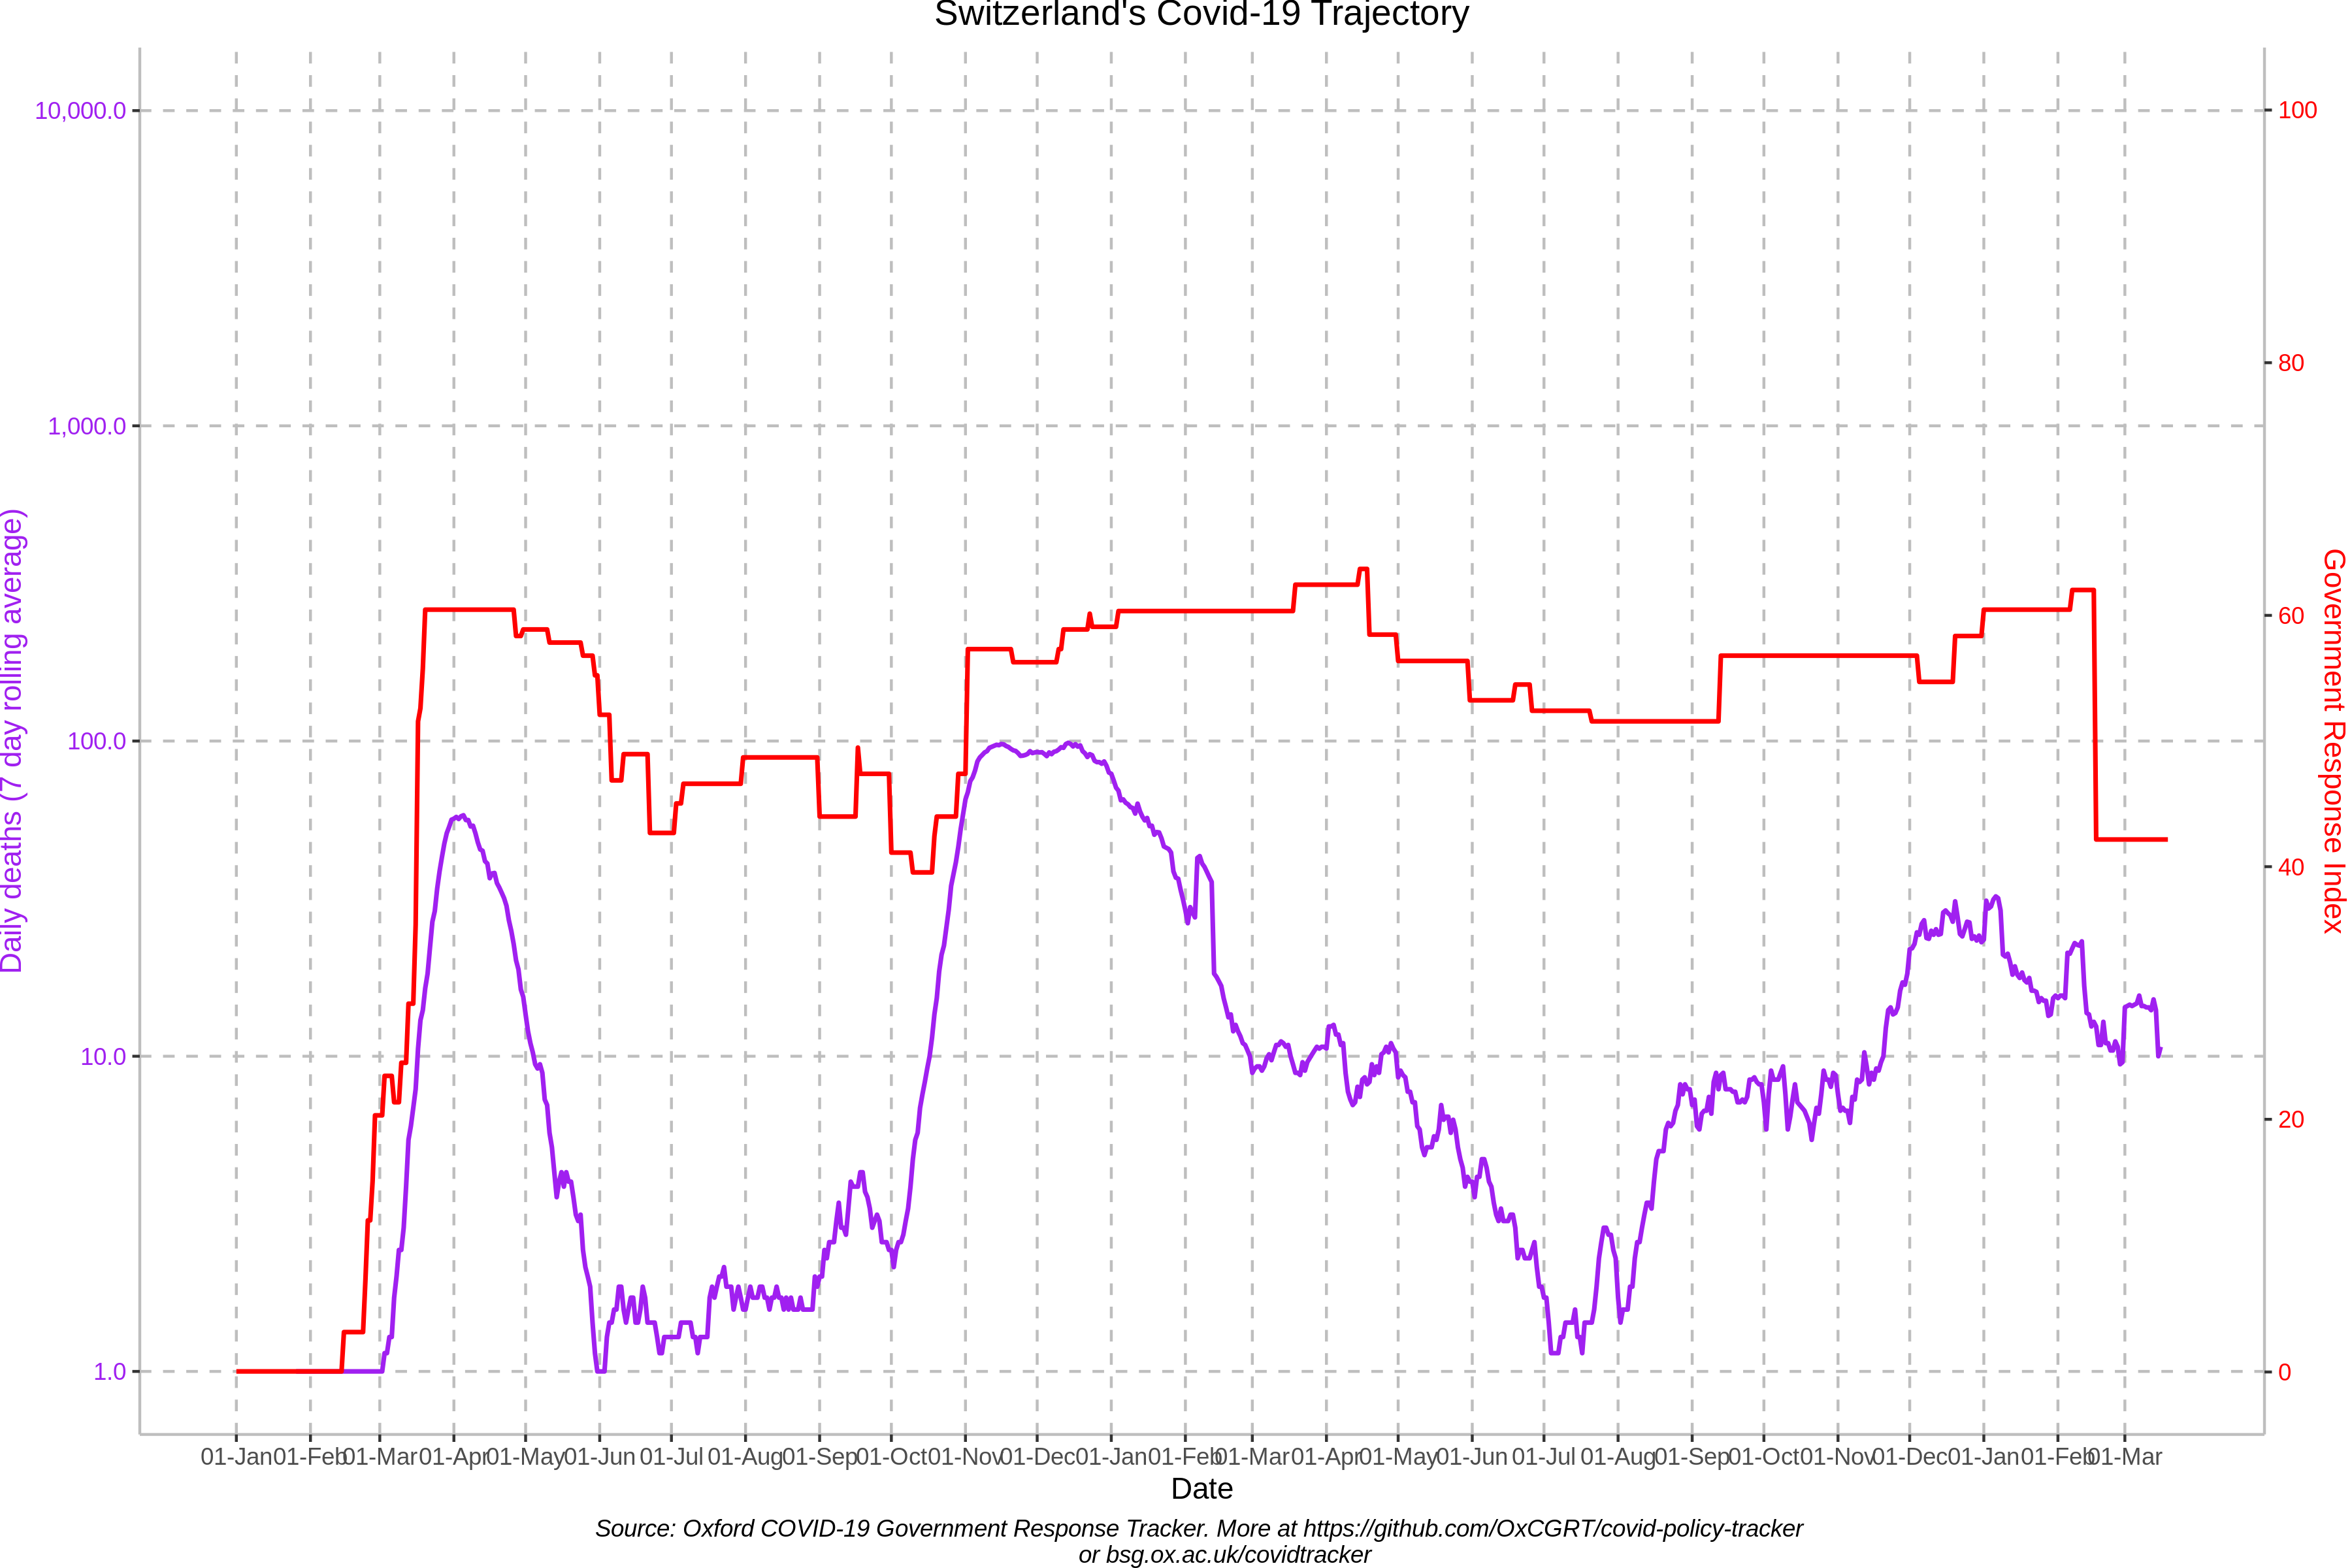 Switzerland's Covid-19 Trajectory
10,000.0
1,000.0
100.0
10.0
1.0
Daily deaths (7 day rolling average)
100
80
60
40
20
0
Government Response Index
01-Jan 01-Feb 01-Mar 01-Apr 01-May 01-Jun 01-Jul 01-Aug 01-Sep 01-Oct 01-Nov 01-Dec 01-Jan 01-Feb 01-Mar 01-Apr 01-May 01-Jun 01-Jul 01-Aug 01-Sep 01-Oct 01-Nov 01-Dec 01-Jan 01-Feb 01-Mar
Date
Source: Oxford COVID-19 Government Response Tracker. More at https://github.com/OxCGRT/covid-policy-tracker
or bsg.ox.ac.uk/covidtracker